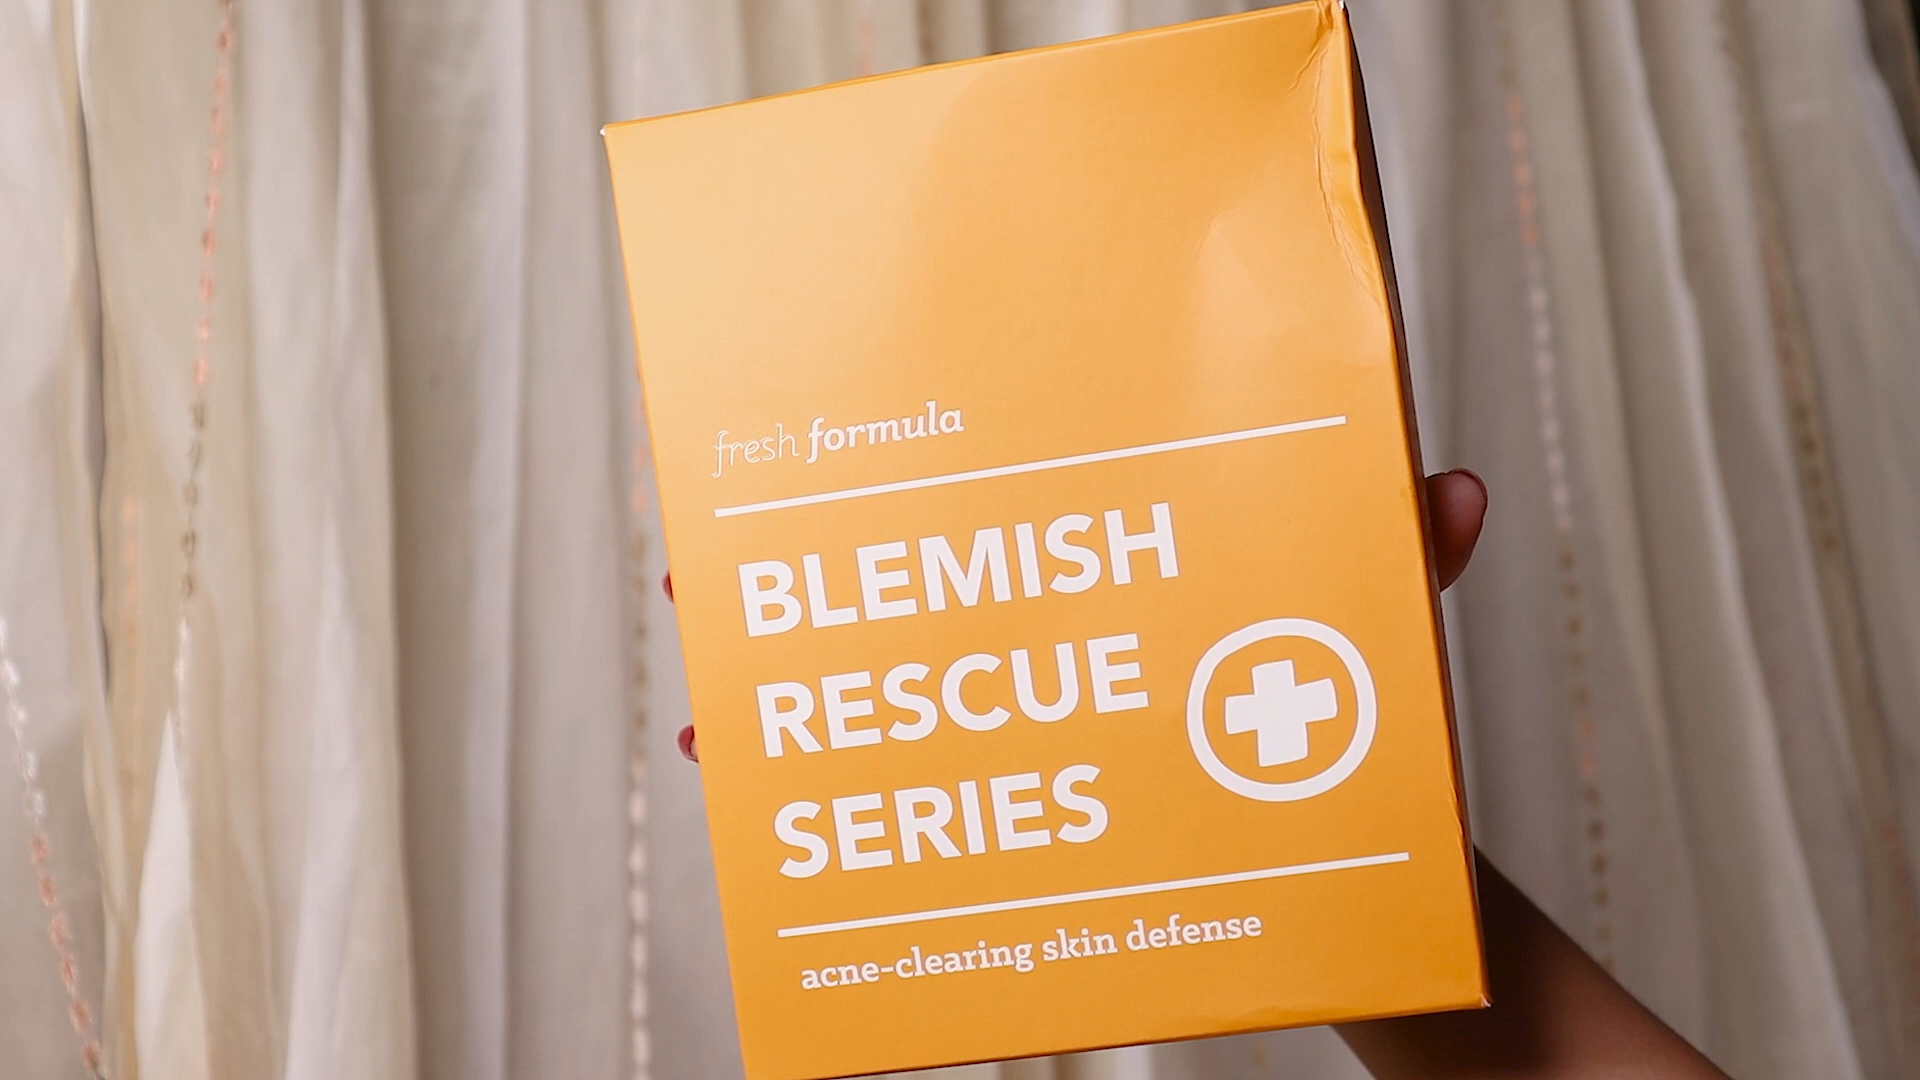 fresh formula
BLEMISH
RESCUE
SERIES
acne-clearing skin defense